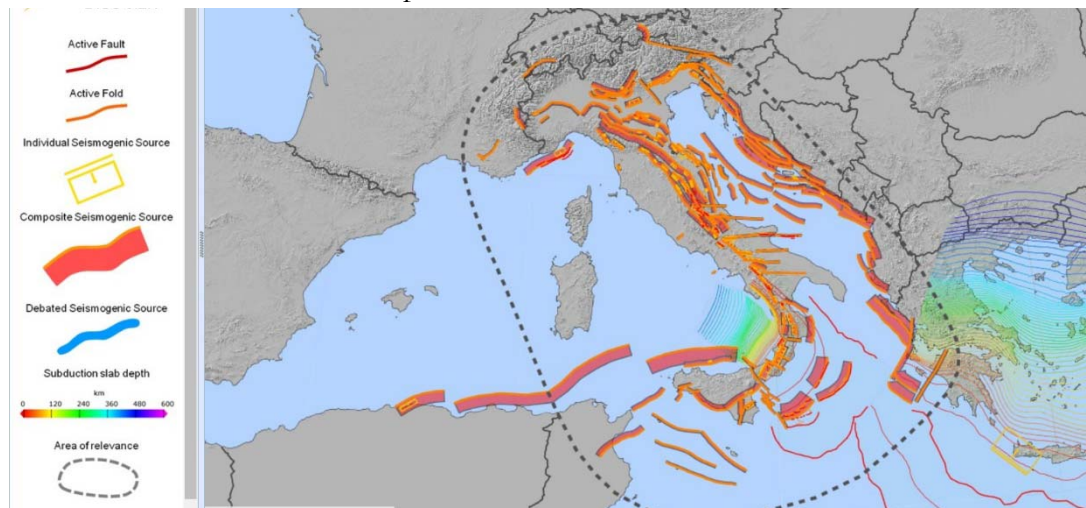 Active Fault
Active Fold
Individual Seismogenic Source
Composite Seismogenic Source
Debated Seismogenic Source
Subduction slab depth
km
0 120 240 360 480 600
Area of relevance